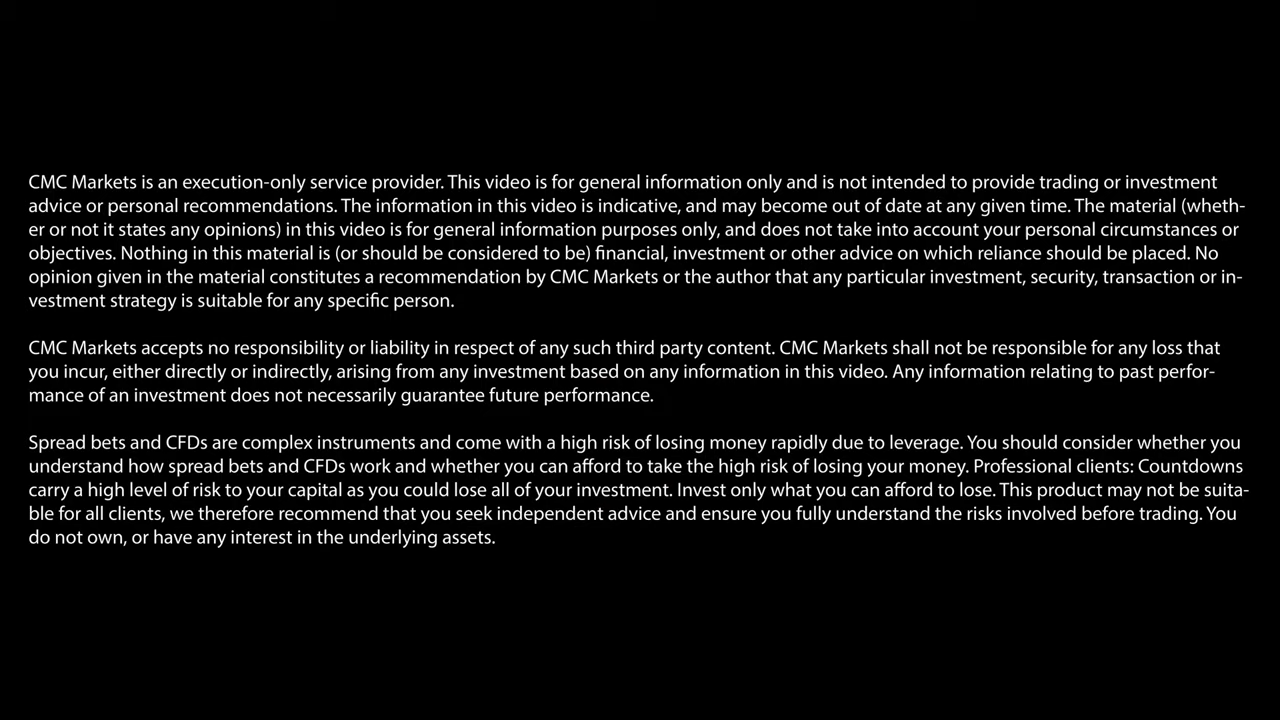 CMC Markets is an execution-only service provider. This video is for general information only and is not intended to provide trading or investment
advice or personal recommendations. The information in this video is indicative, and may become out of date at any given time. The material (wheth-
er or not it states any opinions) in this video is for general information purposes only, and does not take into account your personal circumstances or
objectives. Nothing in this material is (or should be considered to be) financial, investment or other advice on which reliance should be placed. No
opinion given in the material constitutes a recommendation by CMC Markets or the author that any particular investment, security, transaction or in-
vestment strategy is suitable for any specific person.
CMC Markets accepts no responsibility or liability in respect of any such third party content. CMC Markets shall not be responsible for any loss that
you incur, either directly or indirectly, arising from any investment based on any information in this video. Any information relating to past perfor-
mance of an investment does not necessarily guarantee future performance.
Spread bets and CFDs are complex instruments and come with a high risk of losing money rapidly due to leverage. You should consider whether you
understand how spread bets and CFDs work and whether you can afford to take the high risk of losing your money. Professional clients: Countdowns
carry a high level of risk to your capital as you could lose all of your investment. Invest only what you can afford to lose. This product may not be suita-
ble for all clients, we therefore recommend that you seek independent advice and ensure you fully understand the risks involved before trading. You
do not own, or have any interest in the underlying assets.